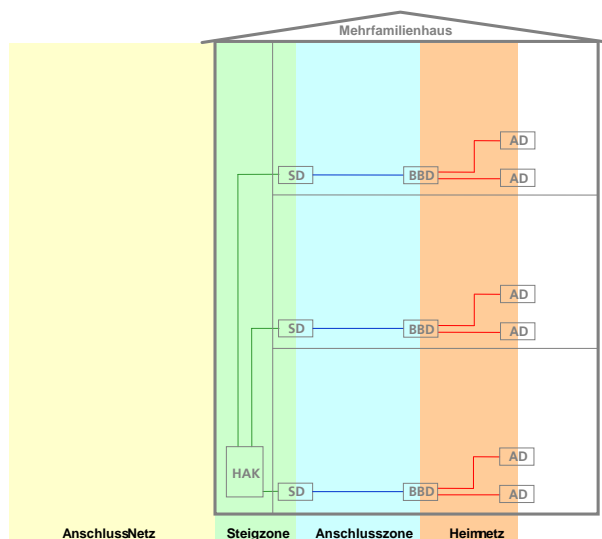 Mehrfamilienhaus
AD
SD BBD AD
AD
SD BBD AD
AD
HAK
SD BBD AD
AnschlussNetz Steigzone Anschlusszone Heimnetz